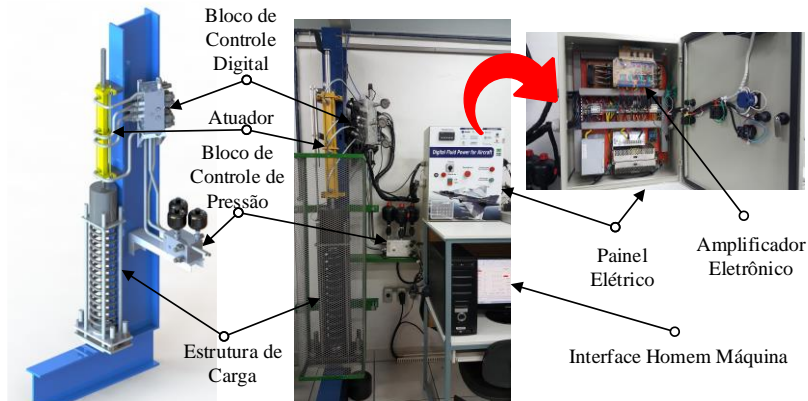 Bloco de
Controle
Digital
Atuador
Bloco de
Controle de
Pressão
Estrutura de
Carga
Digital Fluid Power for Aircraft
Painel
Elétrico
Amplificador
Eletrônico
Interface Homem Máquina